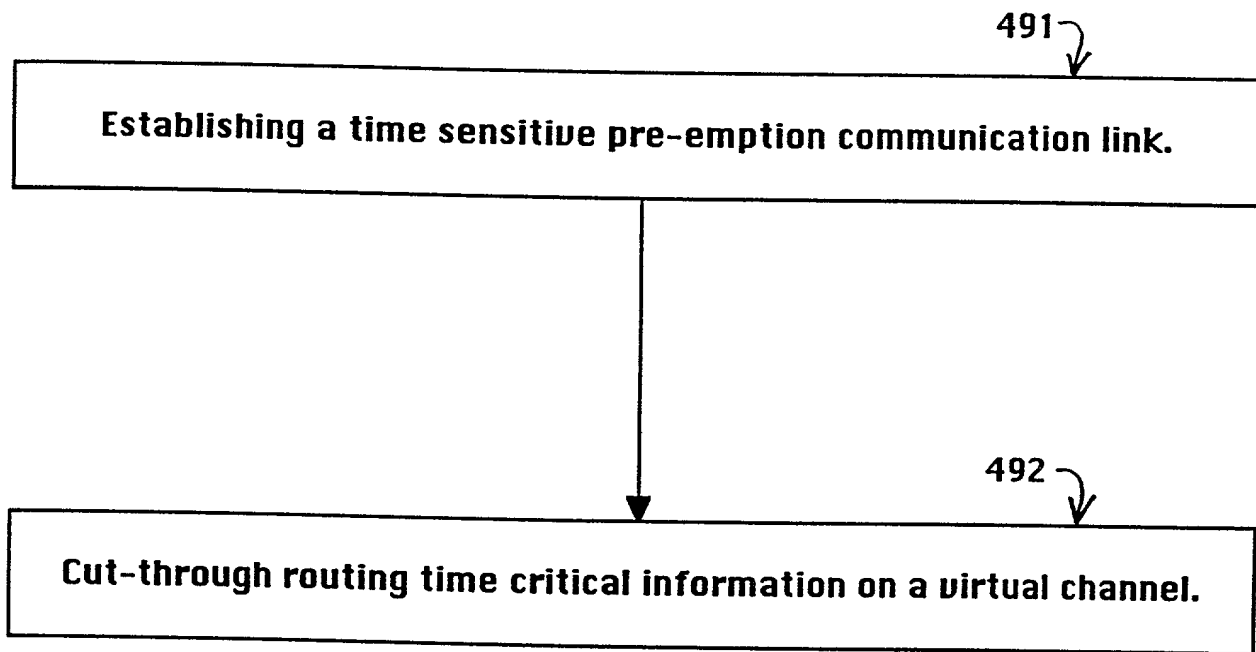 491
Establishing a time sensitive pre-emption communication link.
492
Cut-through routing time critical information on a virtual channel.